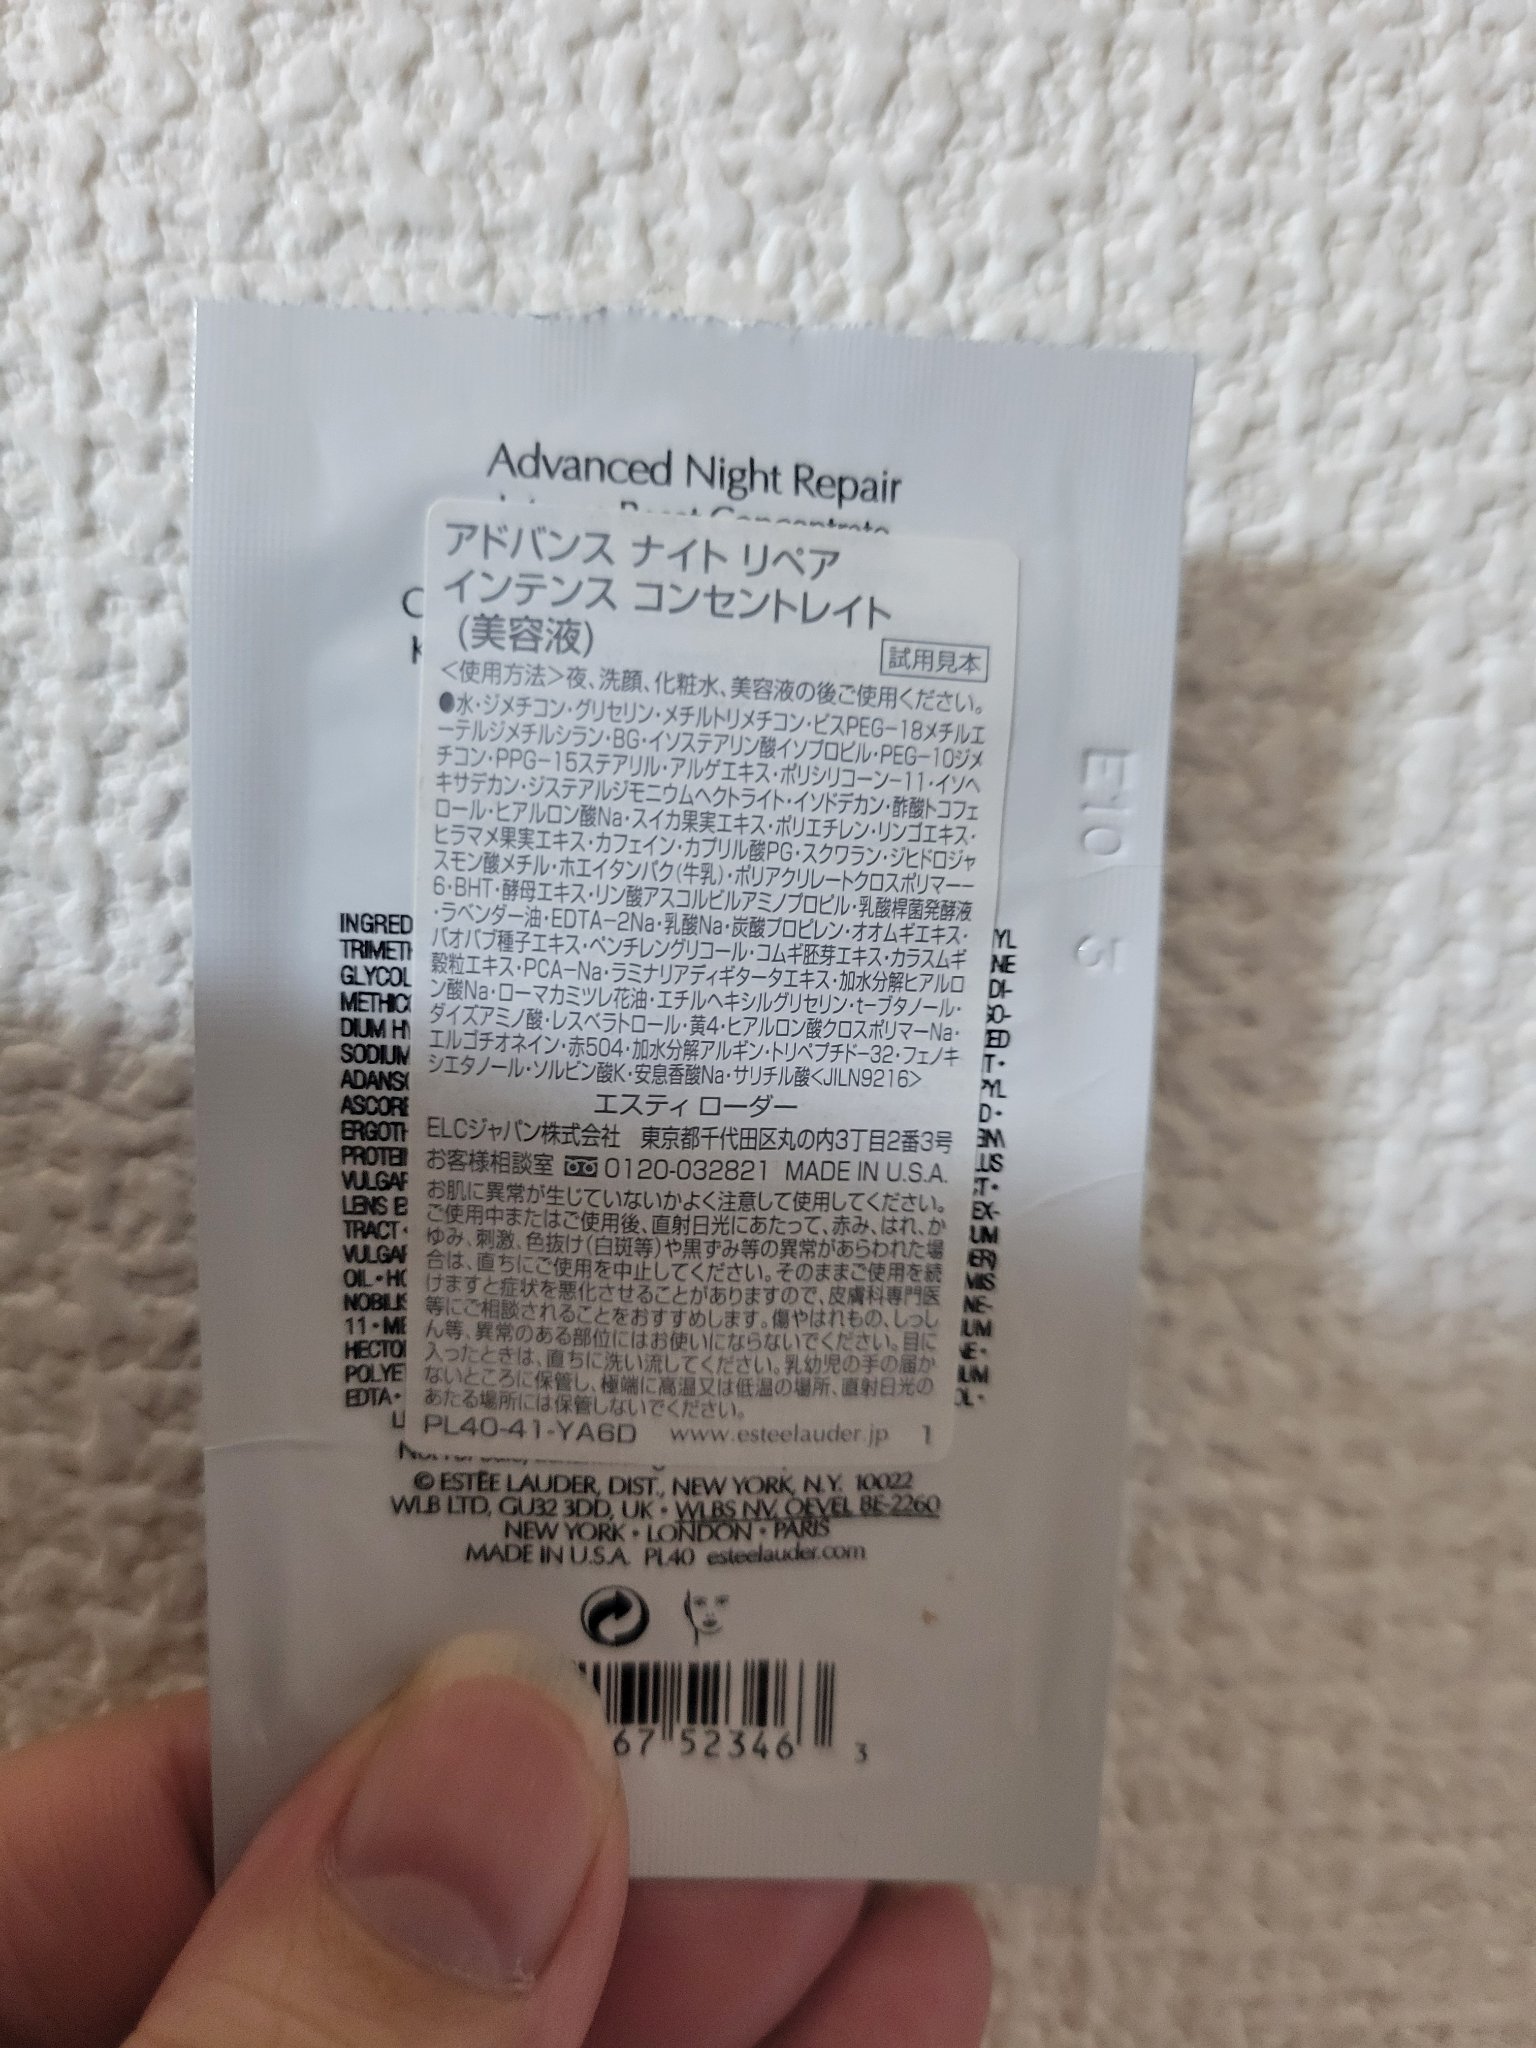 Advanced Night Repair
アドバンス ナイト リペア
インテンス コンセントレイト
(美容液)
試用見本
<使用方法>夜、洗顔、化粧水、美容液の後ご使用ください。
●水・ジメチコン・グリセリン・メチルトリメチコン・ビスPEG-18メチルエ
ーテルジメチルシラン・BG・イソステアリン酸イソプロピル・PEG-10ジメ
チコン・PPG-15ステアリル・アルゲエキス・ポリシリコーン-11・イソヘ
キサデカン・ジステアルジモニウムヘクトライト・イソドデカン・酢酸トコフェ
ロール・ヒアルロン酸Na・スイカ果実エキス・ポリエチレン・リンゴエキス・
ヒラマメ果実エキス・カフェイン・カプリル酸PG・スクワラン・ジヒドロジャ
スモン酸メチル・ホエイタンパク(牛乳)・ポリアクリレートクロスポリマー-
6・BHT・酵母エキス・リン酸アスコルビルアミノプロピル・乳酸桿菌発酵液
・ラベンダー油・EDTA-2Na・乳酸Na・炭酸プロピレン・オオムギエキス・
バオバブ種子エキス・ペンチレングリコール・コムギ胚芽エキス・カラスムギ
穀粒エキス・PCA-Na・ラミナリアディギタータエキス・加水分解ヒアルロ
ン酸Na・ローマカミツレ花油・エチルヘキシルグリセリン・t-ブタノール・
ダイズアミノ酸・レスベラトロール・黄4・ヒアルロン酸クロスポリマーNa・
エルゴチオネイン・赤504・加水分解アルギン・トリペプチド-32・フェノキ
シエタノール・ソルビン酸K・安息香酸Na・サリチル酸<JILN9216>
エスティ ローダー
ELCジャパン株式会社 東京都千代田区丸の内3丁目2番3号
お客様相談室 0120-032821 MADE IN U.S.A.
お肌に異常が生じていないかよく注意して使用してください。
ご使用中またはご使用後、直射日光にあたって、赤み、はれ、か
ゆみ、刺激、色抜け(白斑等)や黒ずみ等の異常があらわれた場
合は、直ちにご使用を中止してください。そのままご使用を続
けますと症状を悪化させることがありますので、皮膚科専門医
等にご相談されることをおすすめします。傷やはれもの、しっし
ん等、異常のある部位にはお使いにならないでください。目に
入ったときは、直ちに洗い流してください。乳幼児の手の届か
ないところに保管し、極端に高温又は低温の場所、直射日光の
あたる場所には保管しないでください。
PL40-41-YA6D www.esteelauder.jp 1
INGRED
TRIMETH
GLYCOL
METHIC
DIUM HY
SODIUM
ADANSO
ASCORB
ERGOTH
PROTEIN
VULGAR
LENS E
TRACT •
VULGAR
OIL • HO
NOBILIS
11 • ME
HECTO
POLYE
EDTA •
YL
NE
DI-
SO-
ZED
T •
PYL
D •
LUS
CT •
EX-
UM
ER)
MIS
NE-
IUM
NE •
IUM
OL •
© ESTÉE LAUDER, DIST., NEW YORK, N.Y. 10022
WLB LTD, GU32 3DD, UK • WLBS NV, OEVEL BE-2260
NEW YORK • LONDON • PARIS
MADE IN U.S.A. PL40 esteelauder.com
67 52346 3
E10 5